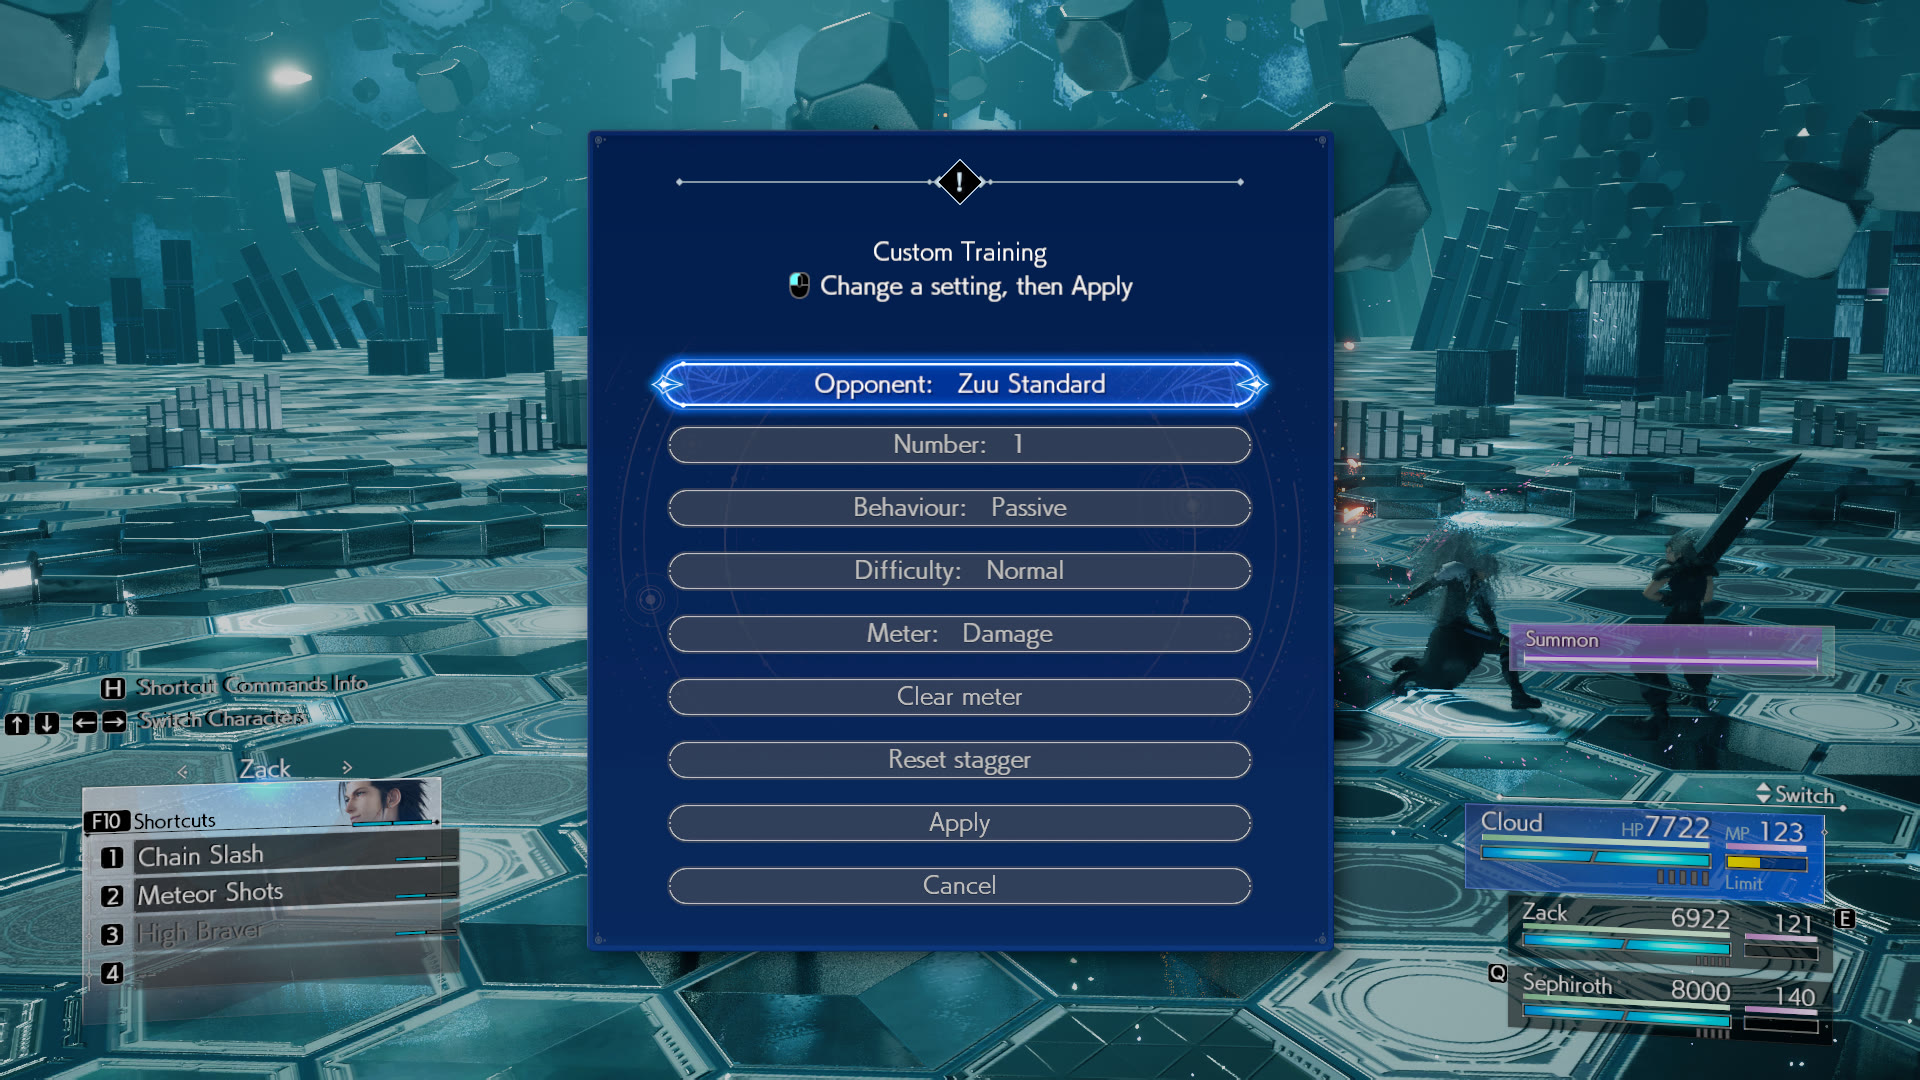 !
Custom Training
Change a setting, then Apply
Opponent: Zuu Standard
Number: 1
Behaviour: Passive
Difficulty: Normal
Meter: Damage
Clear meter
Reset stagger
Apply
Cancel
H Shortcut Commands Info
↑ ↓ ← → Switch Characters
Zack
F10 Shortcuts
1 Chain Slash
2 Meteor Shots
3 High Braver
4
Summon
Switch
Cloud HP 7722 MP 123
Limit
Zack 6922 121 E
Q Sephiroth 8000 140